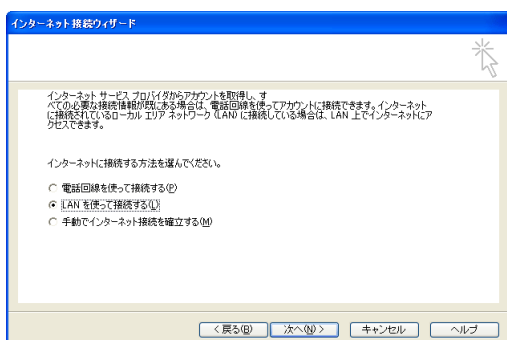 インターネット接続ウィザード
インターネット サービス プロバイダからアカウントを取得し、す
べての必要な接続情報が既にある場合は、電話回線を使ってアカウントに接続できます。インターネット
に接続されているローカル エリア ネットワーク (LAN) に接続している場合は、LAN 上でインターネットにア
クセスできます。
インターネットに接続する方法を選んでください。
電話回線を使って接続する(P)
LAN を使って接続する(L)
手動でインターネット接続を確立する(M)
< 戻る(B)
次へ(N) >
キャンセル
ヘルプ